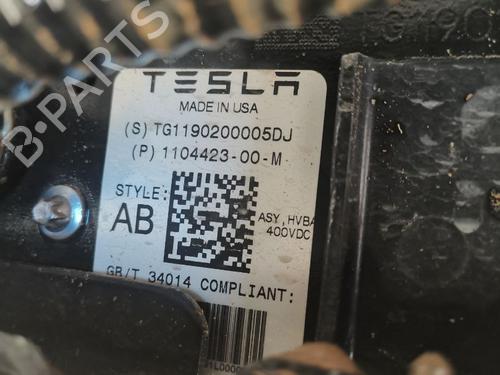 TESLA
MADE IN USA
(S) TG1190200005DJ
(P) 1104423-00-M
STYLE:
AB
ASY, HVBA
400VDC
GB/T 34014 COMPLIANT:
B-PARTS